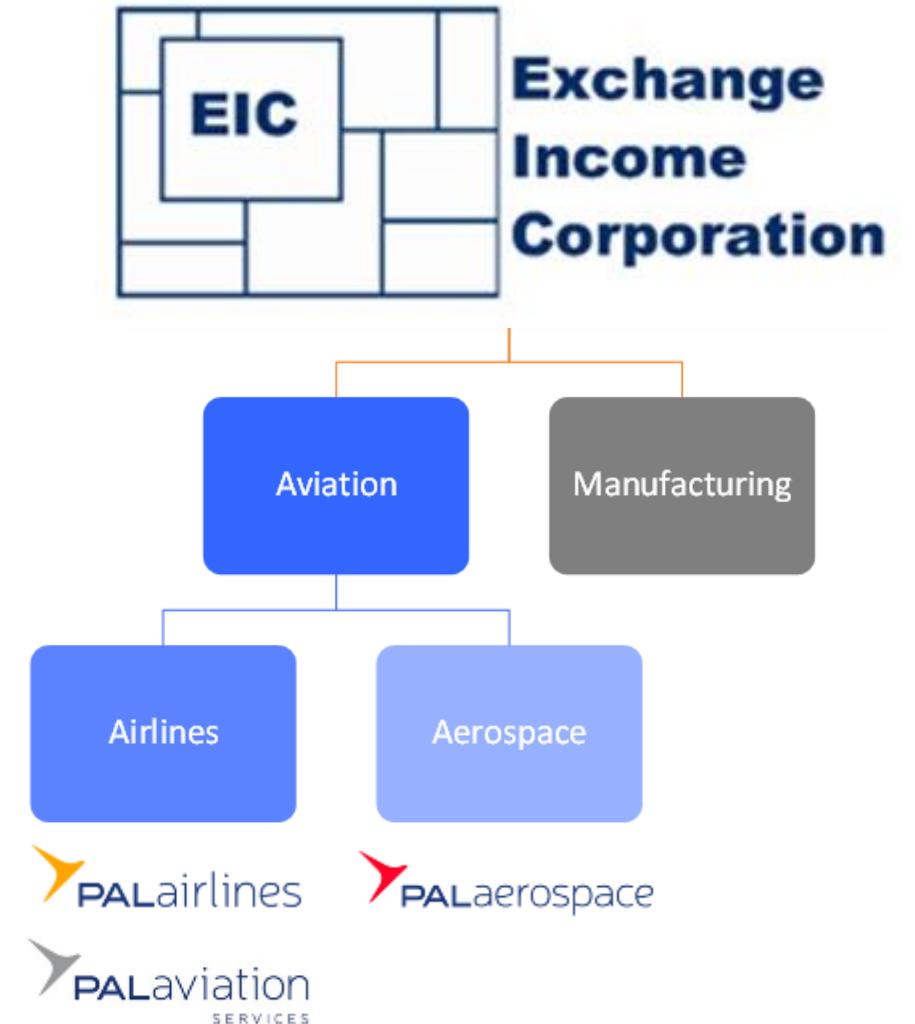 EIC
Exchange
Income
Corporation
Aviation
Manufacturing
Airlines
Aerospace
PALairlines
PALaerospace
PALaviation
SERVICES